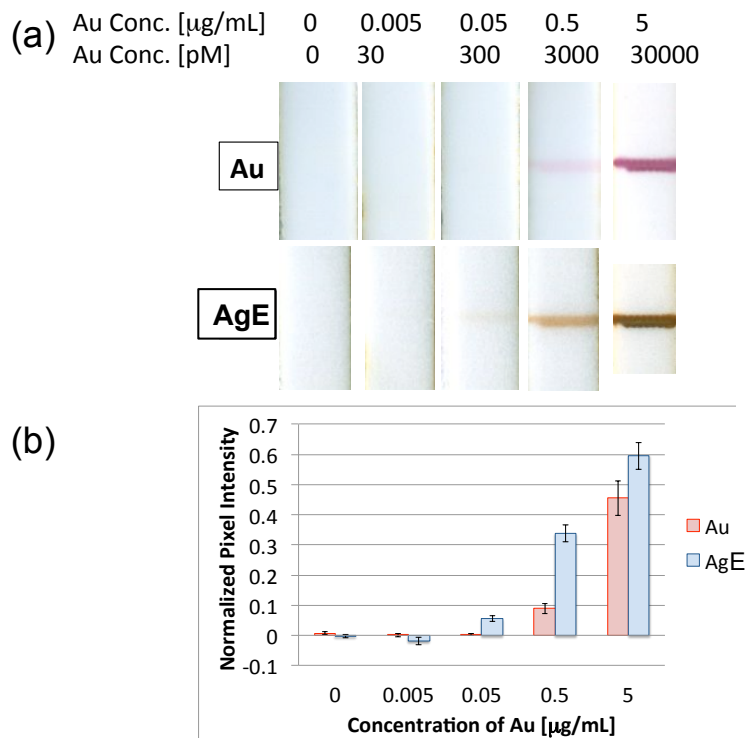 (a) Au Conc. [µg/mL] 0 0.005 0.05 0.5 5
Au Conc. [pM] 0 30 300 3000 30000
Au
AgE
(b)
0.7
0.6
0.5
0.4
0.3
0.2
0.1
0
-0.1
Normalized Pixel Intensity
Au
AgE
0 0.005 0.05 0.5 5
Concentration of Au [µg/mL]